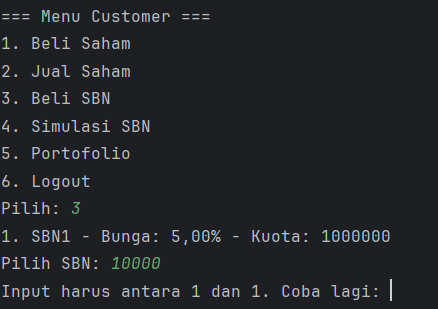 === Menu Customer ===
1. Beli Saham
2. Jual Saham
3. Beli SBN
4. Simulasi SBN
5. Portofolio
6. Logout
Pilih: 3
1. SBN1 - Bunga: 5,00% - Kuota: 1000000
Pilih SBN: 10000
Input harus antara 1 dan 1. Coba lagi: